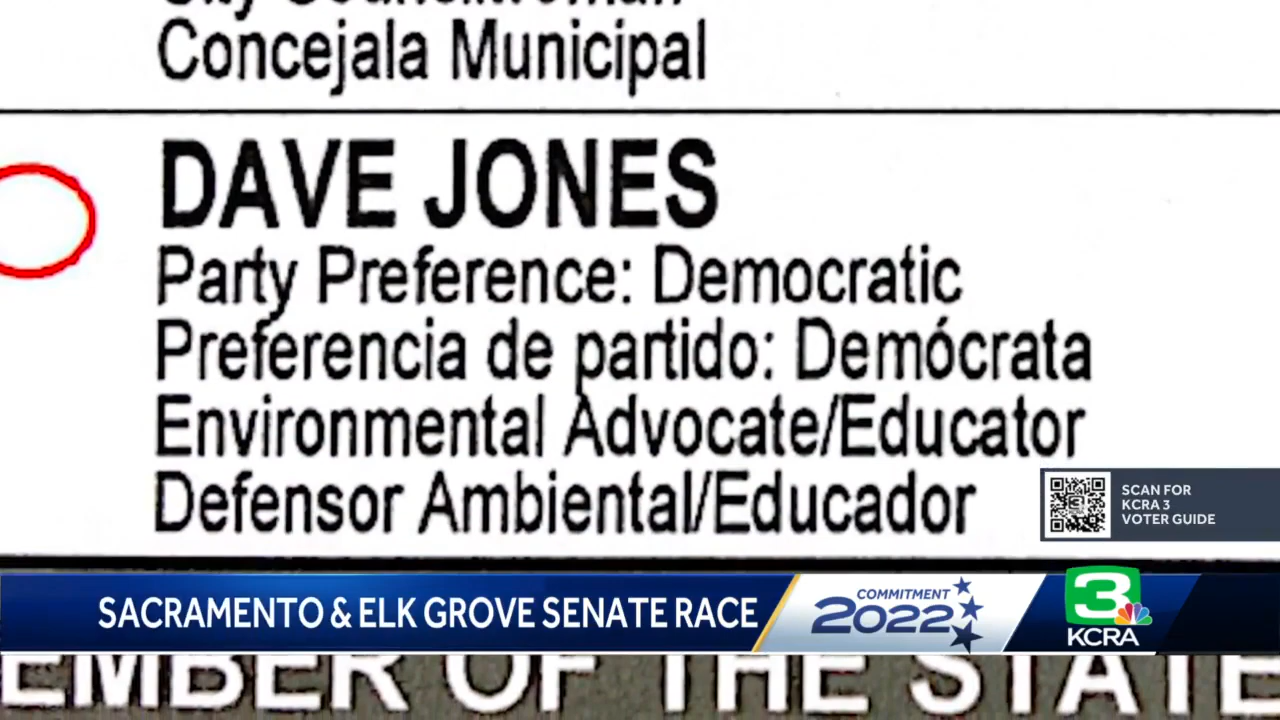 Concejala Municipal
DAVE JONES
Party Preference: Democratic
Preferencia de partido: Demócrata
Environmental Advocate/Educator
Defensor Ambiental/Educador
SCAN FOR
KCRA 3
VOTER GUIDE
SACRAMENTO & ELK GROVE SENATE RACE
COMMITMENT
2022
3
KCRA
OF THE STATE